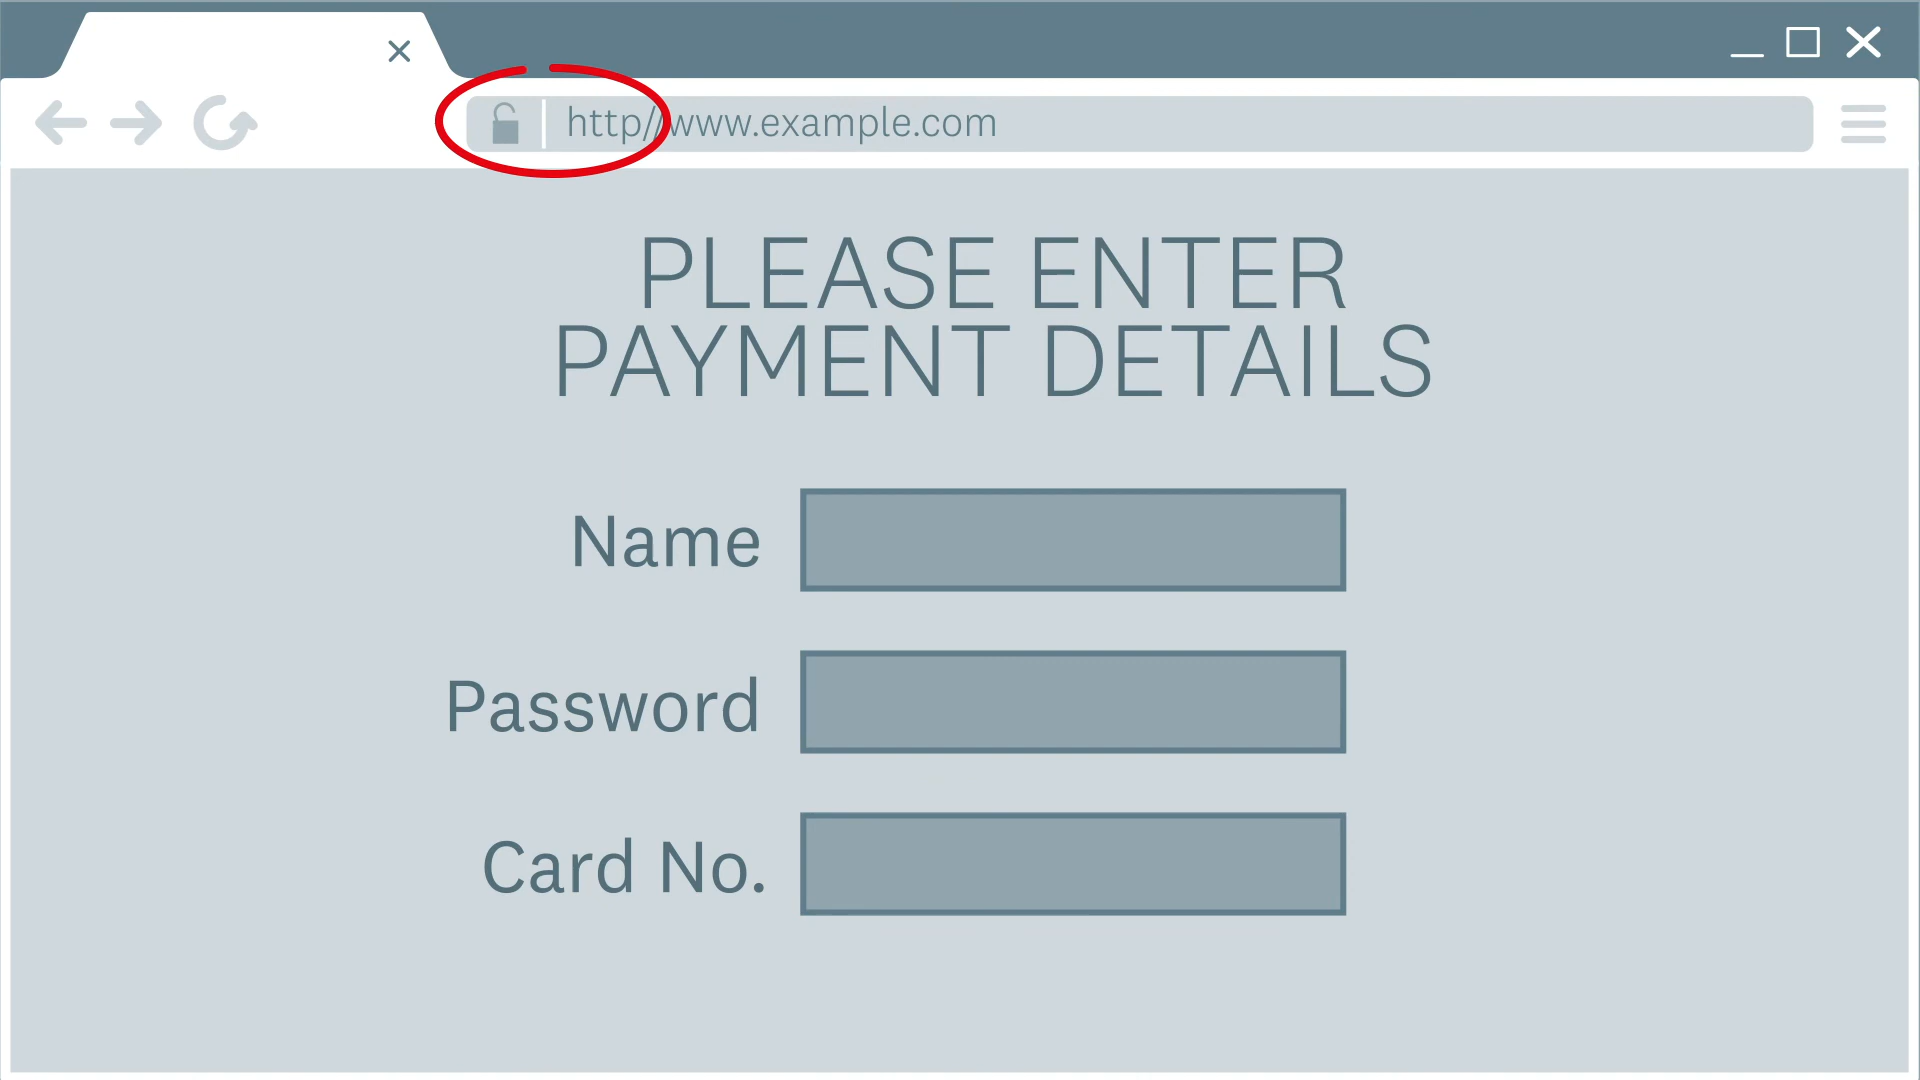 http//www.example.com
PLEASE ENTER
PAYMENT DETAILS
Name
Password
Card No.